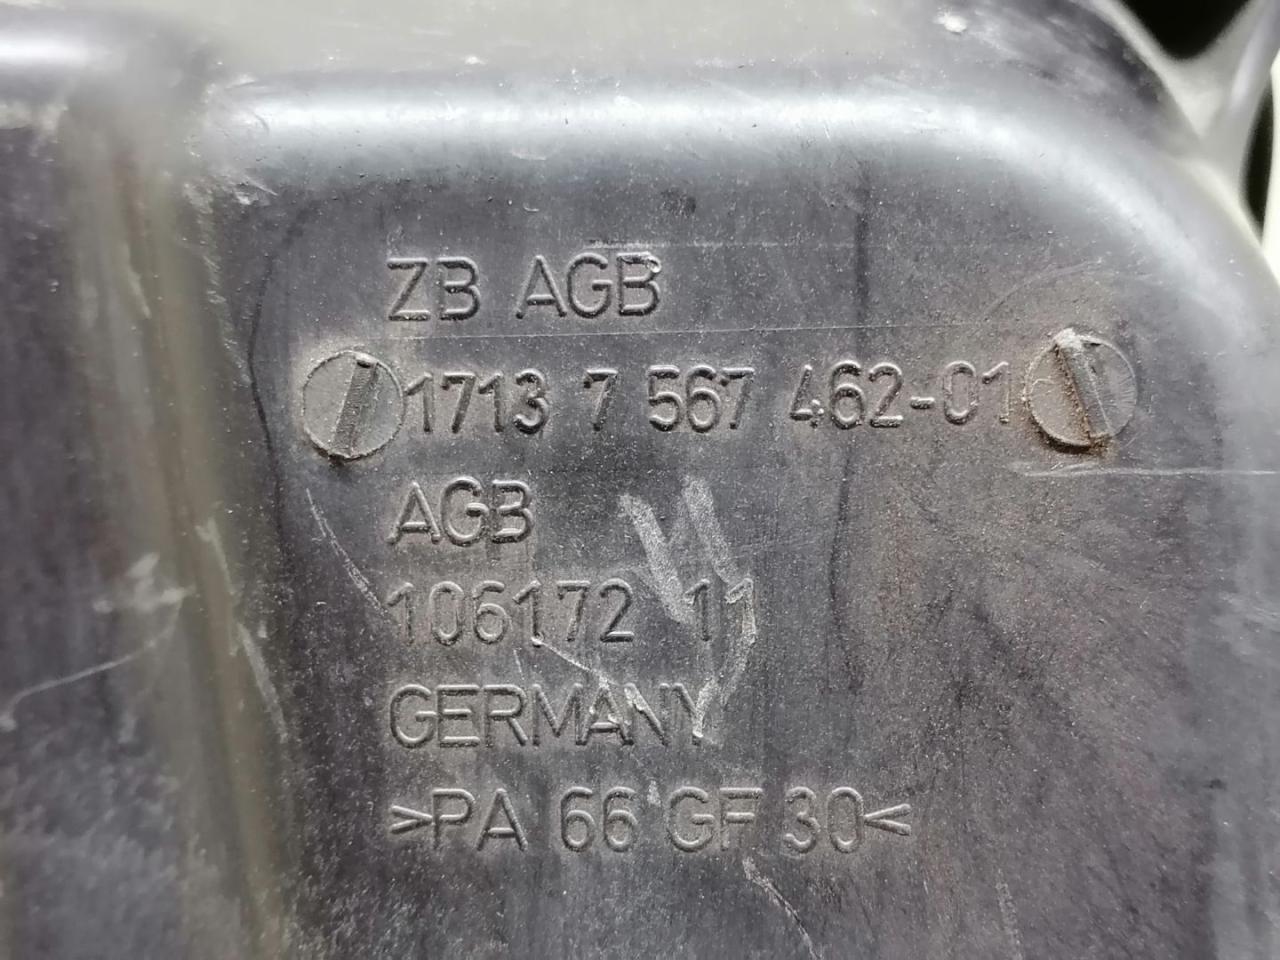 ZB AGB
1713 7 567 462-01
AGB
106172 11
GERMANY
>PA 66 GF 30<